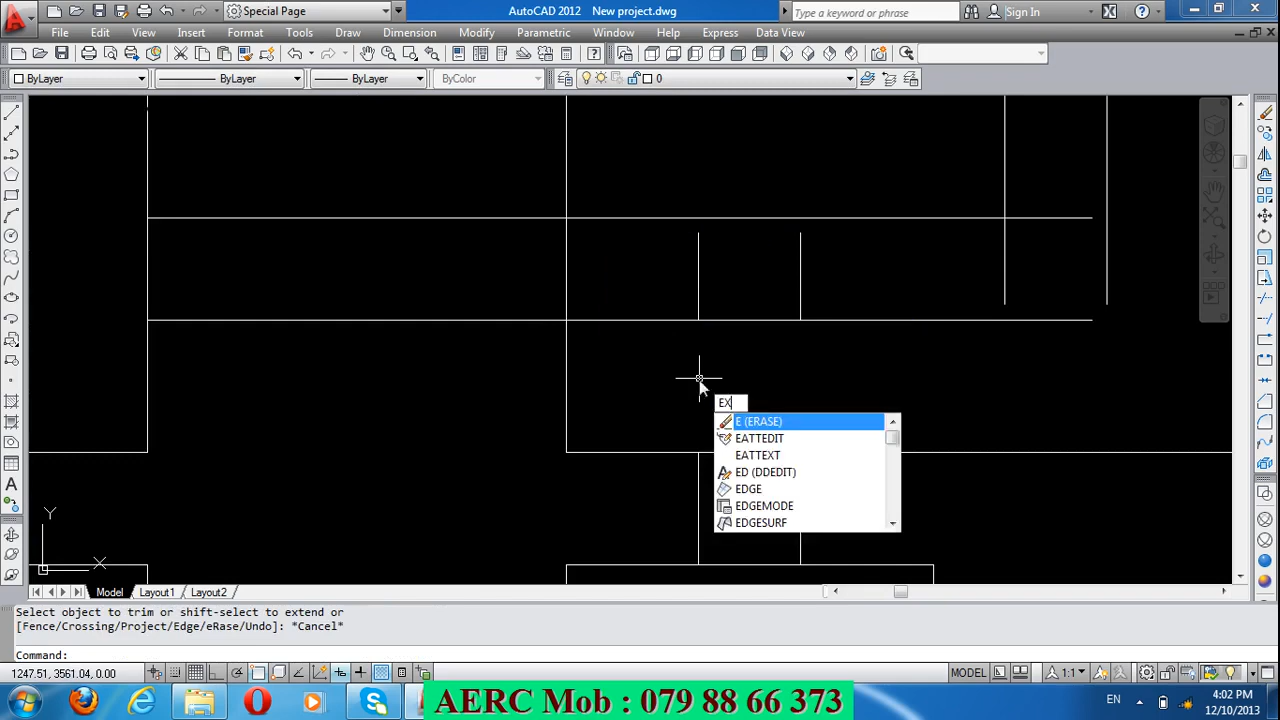 Special Page
AutoCAD 2012 New project.dwg
Type a keyword or phrase
Sign In
File Edit View Insert Format Tools Draw Dimension Modify Parametric Window Help Express Data View
ByLayer ByLayer ByLayer ByColor 0
EX
E (ERASE)
EATTEDIT
EATTEXT
ED (DDEDIT)
EDGE
EDGEMODE
EDGESURF
Y
X
Model Layout1 Layout2
Select object to trim or shift-select to extend or
[Fence/Crossing/Project/Edge/eRase/Undo]: *Cancel*
Command:
1247.51, 3561.04, 0.00
MODEL 1:1
AERC Mob : 079 88 66 373
EN
4:02 PM
12/10/2013